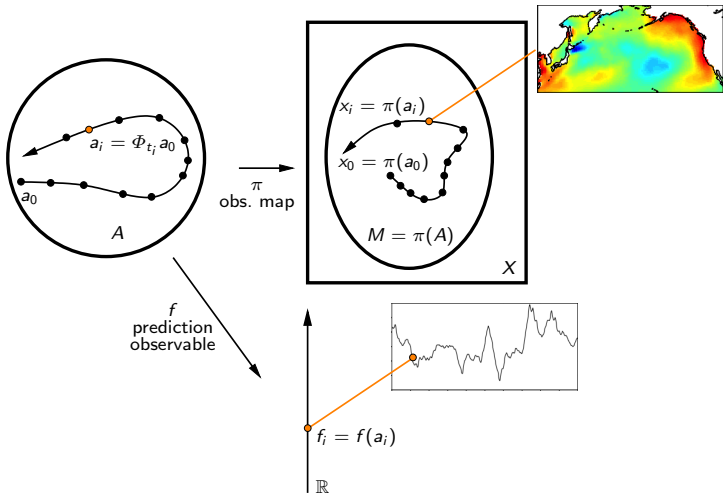 a_i = Φ_{t_i} a_0
a_0
A
π
obs. map
x_i = π(a_i)
x_0 = π(a_0)
M = π(A)
X
f
prediction
observable
f_i = f(a_i)
ℝ